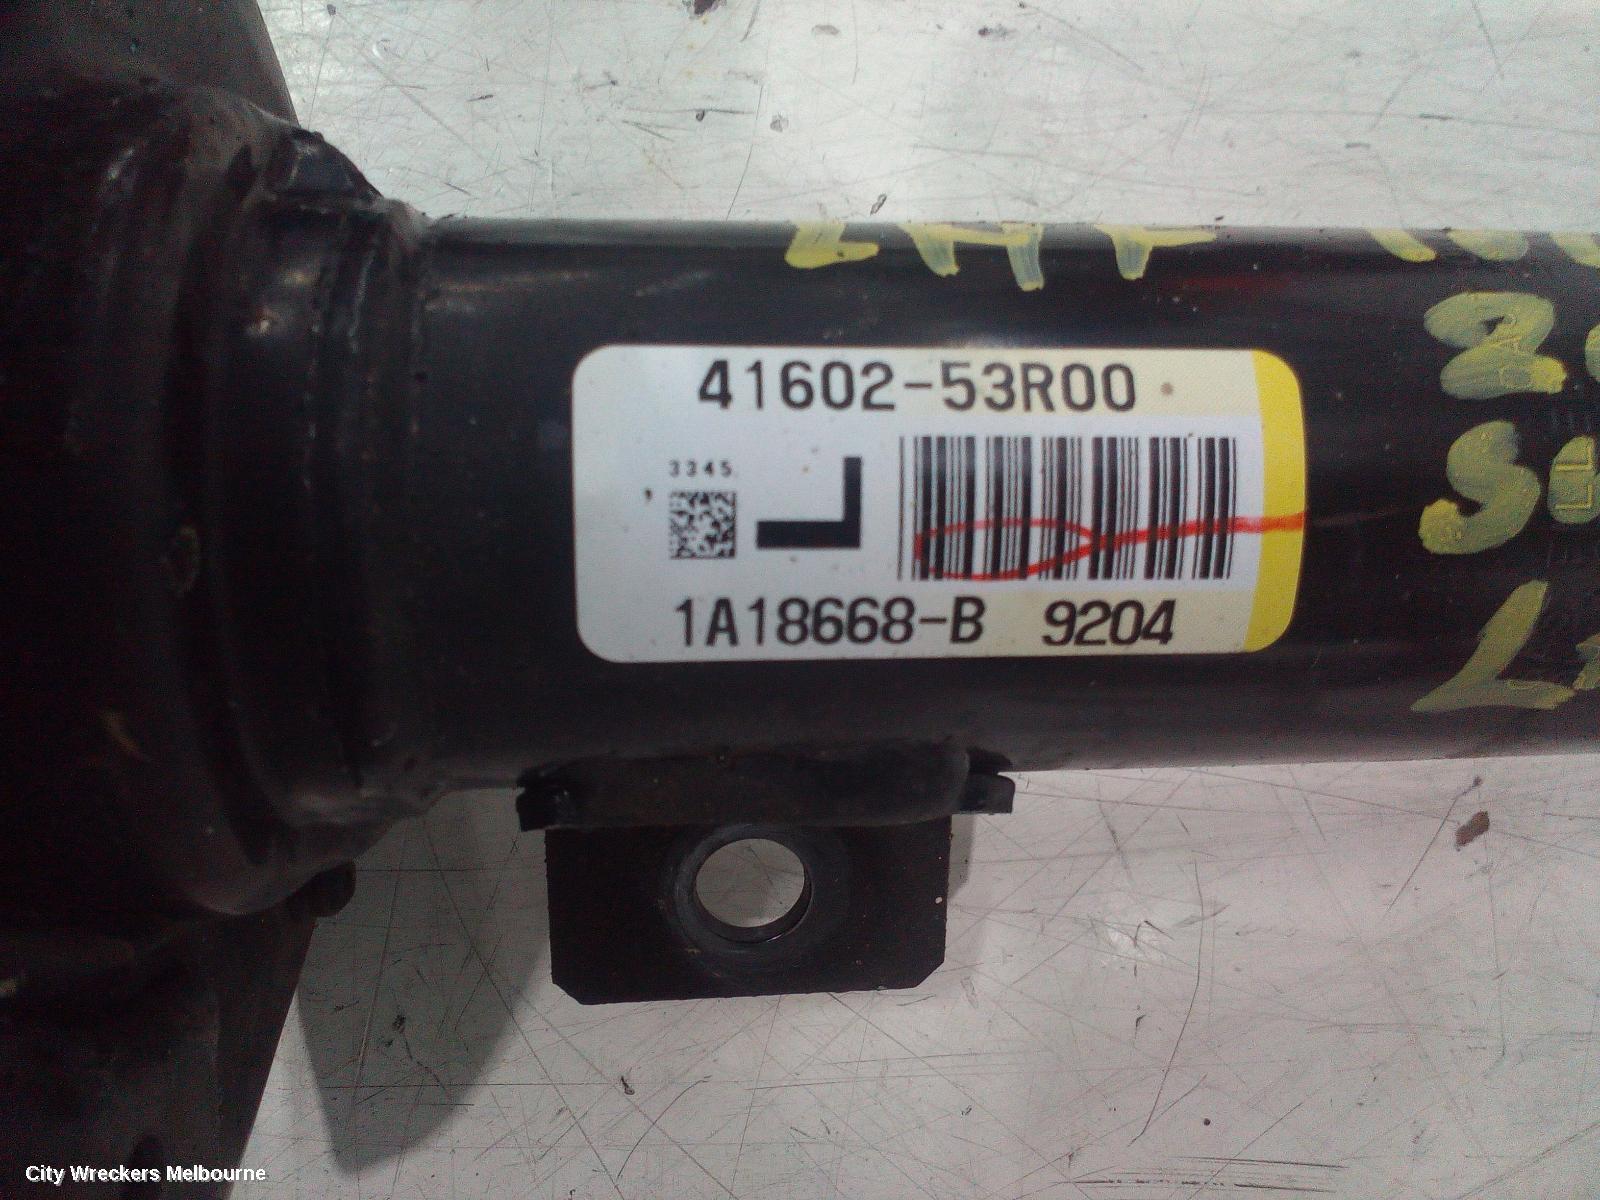 41602-53R00
3345
L
1A18668-B 9204
City Wreckers Melbourne